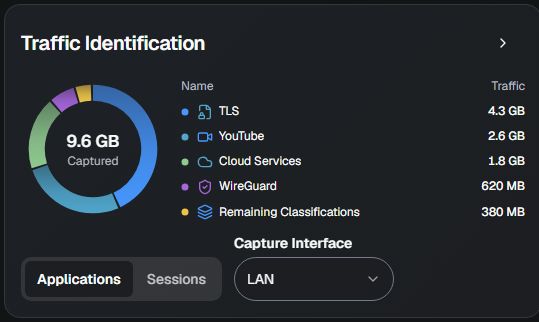 Traffic Identification
9.6 GB
Captured
Name Traffic
TLS 4.3 GB
YouTube 2.6 GB
Cloud Services 1.8 GB
WireGuard 620 MB
Remaining Classifications 380 MB
Capture Interface
Applications Sessions LAN